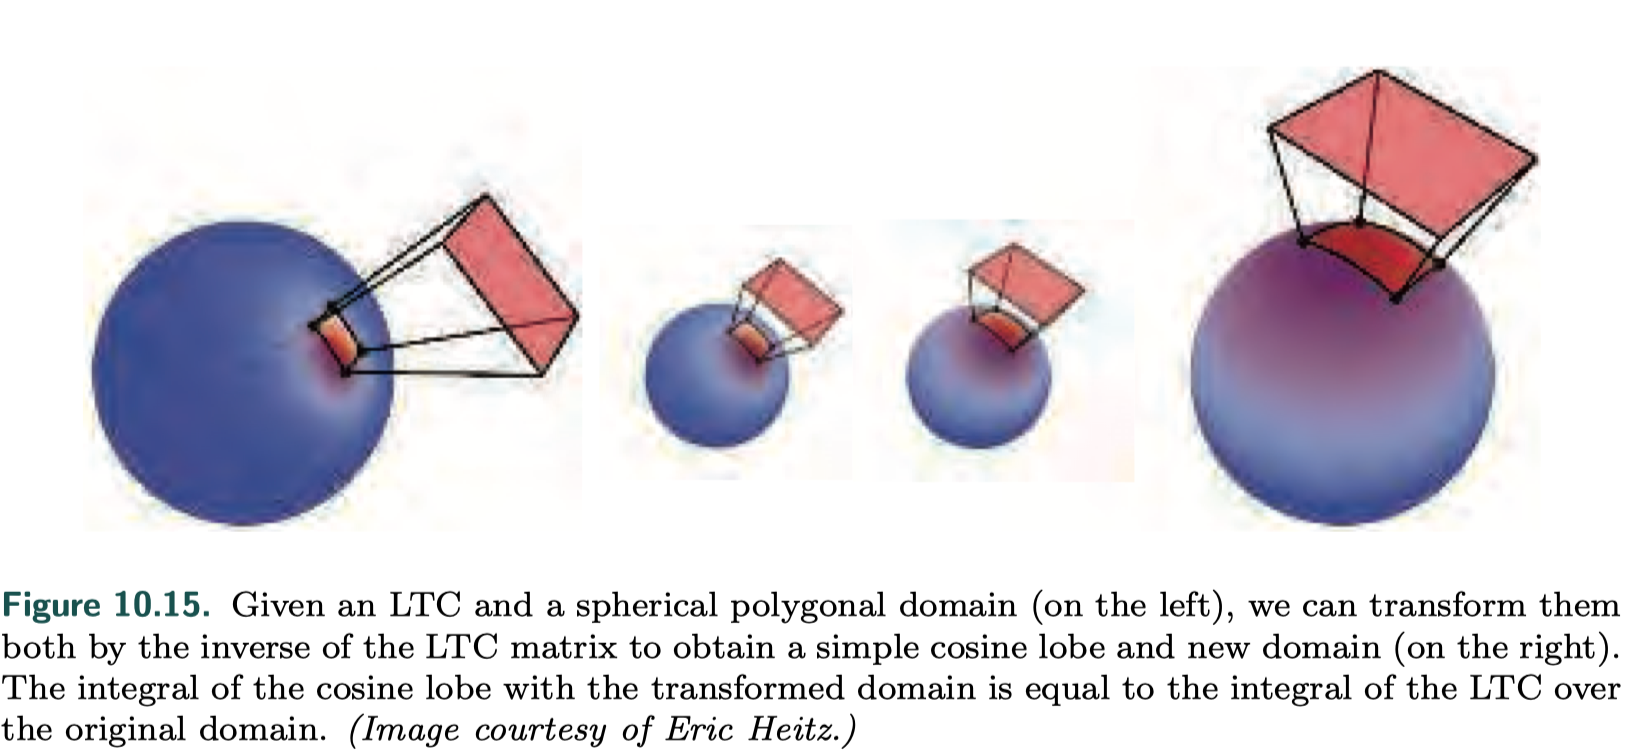 Figure 10.15. Given an LTC and a spherical polygonal domain (on the left), we can transform them
both by the inverse of the LTC matrix to obtain a simple cosine lobe and new domain (on the right).
The integral of the cosine lobe with the transformed domain is equal to the integral of the LTC over
the original domain. (Image courtesy of Eric Heitz.)